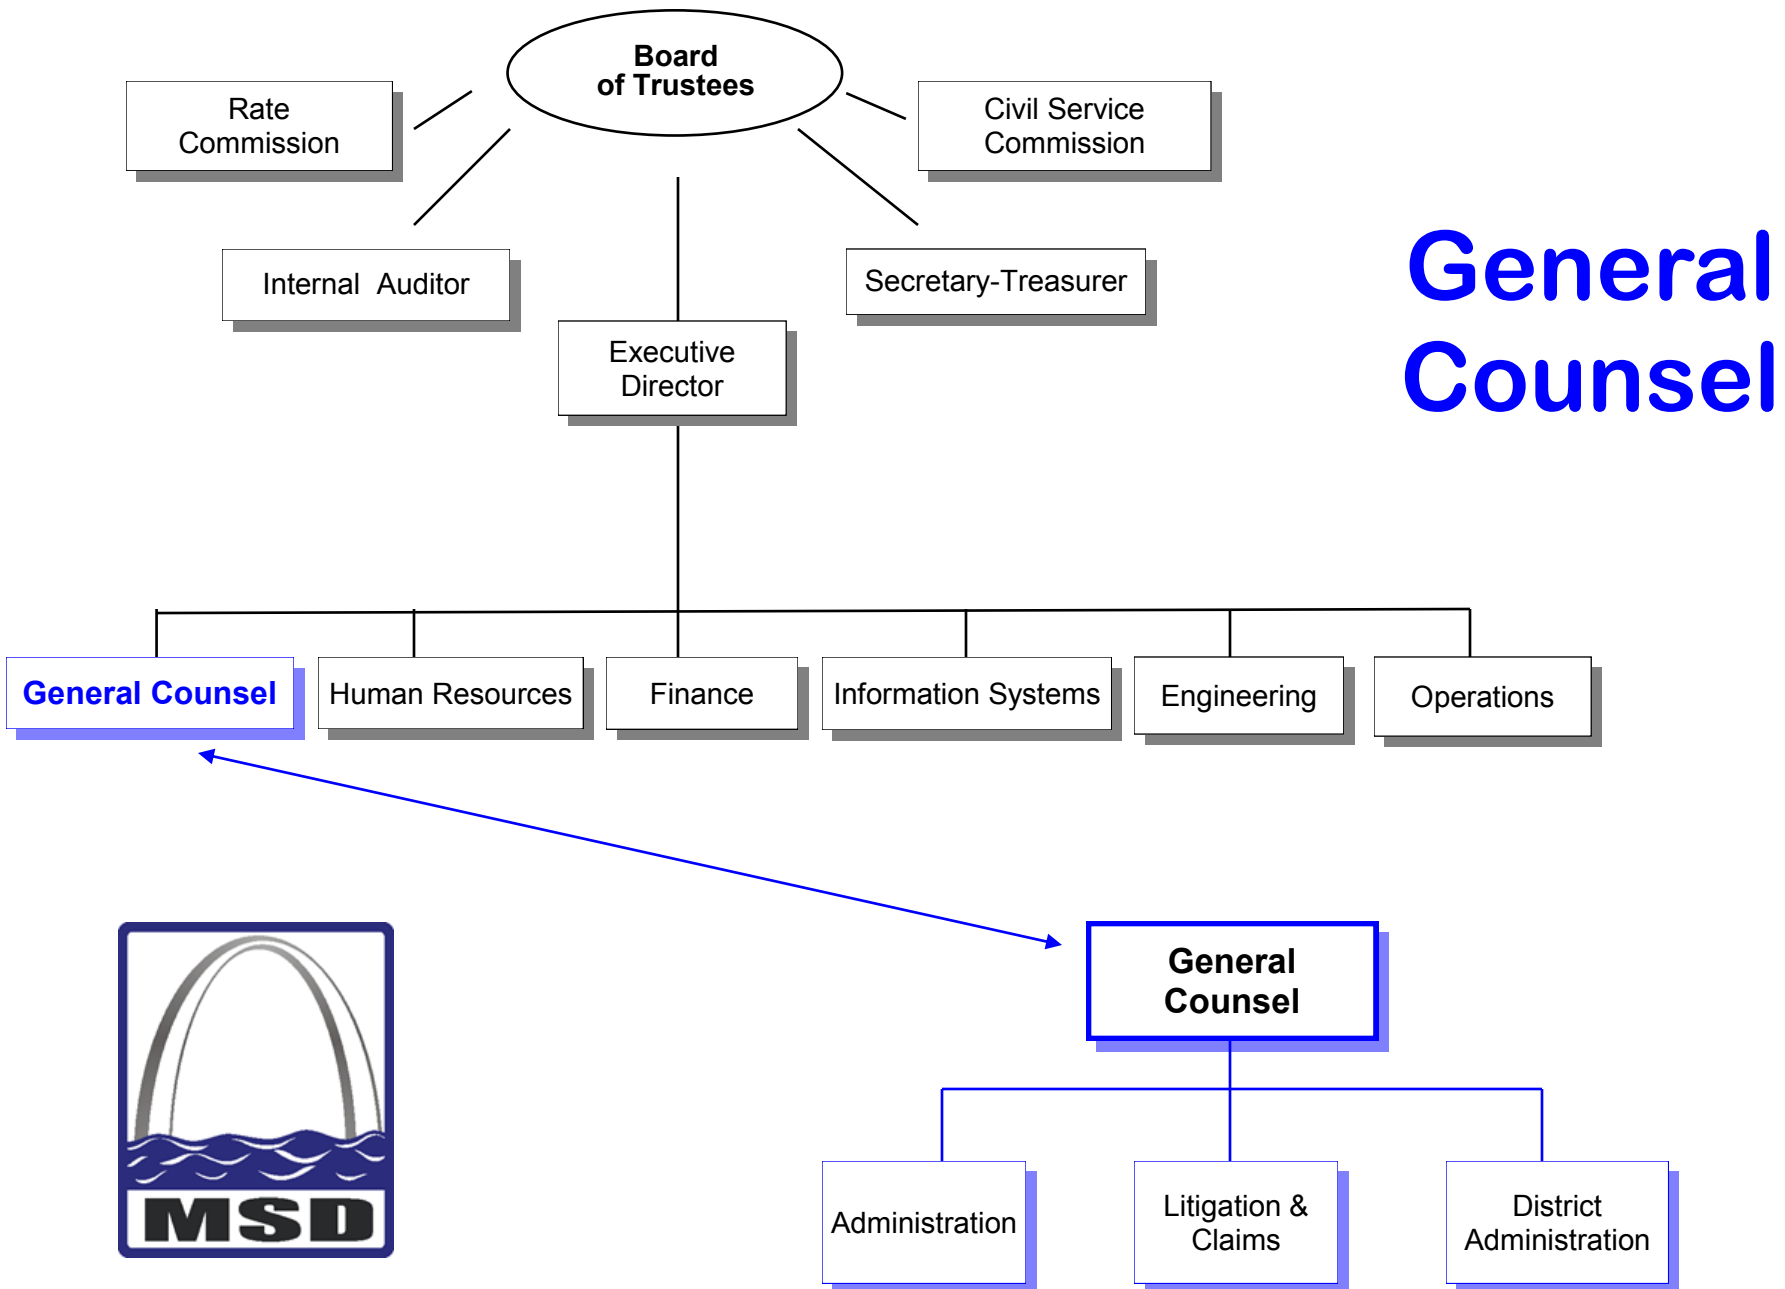 Board
of Trustees
Rate
Commission
Civil Service
Commission
Internal Auditor
Secretary-Treasurer
Executive
Director
General
Counsel
General Counsel
Human Resources
Finance
Information Systems
Engineering
Operations
General
Counsel
MSD
Administration
Litigation &
Claims
District
Administration